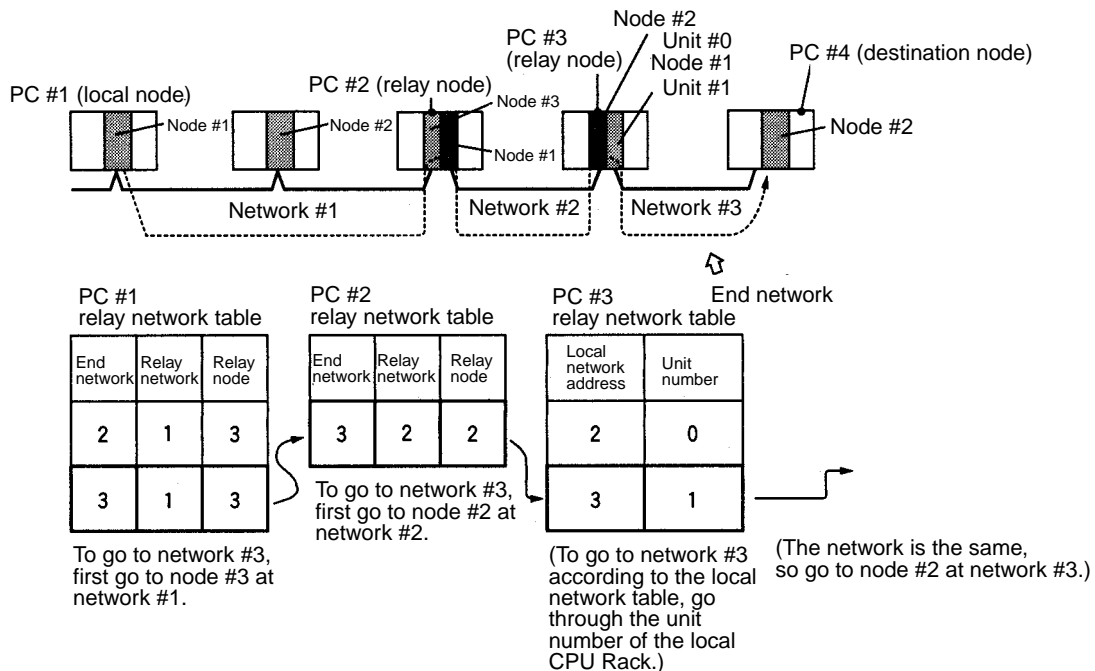 Node #2
PC #3
(relay node)
Unit #0
Node #1
Unit #1
PC #4 (destination node)
PC #1 (local node)
PC #2 (relay node)
Node #1
Node #2
Node #3
Node #1
Node #2
Network #1
Network #2
Network #3
End network
PC #1
relay network table
End
network
Relay
network
Relay
node
2
1
3
3
1
3
To go to network #3,
first go to node #3 at
network #1.
PC #2
relay network table
End
network
Relay
network
Relay
node
3
2
2
To go to network #3,
first go to node #2 at
network #2.
PC #3
relay network table
Local
network
address
Unit
number
2
0
3
1
(To go to network #3
according to the local
network table, go
through the unit
number of the local
CPU Rack.)
(The network is the same,
so go to node #2 at network #3.)